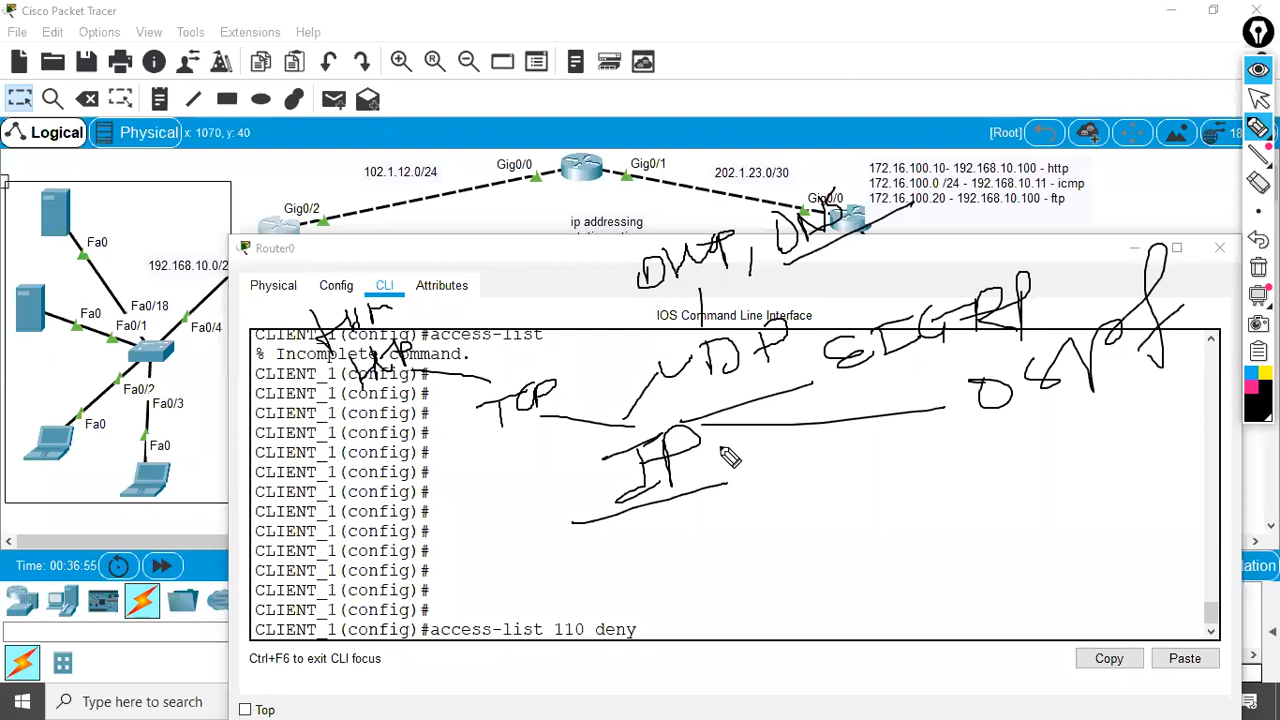 Cisco Packet Tracer
File Edit Options View Tools Extensions Help
Logical Physical x: 1070, y: 40 [Root] 18
102.1.12.0/24 Gig0/0 Gig0/1 202.1.23.0/30
172.16.100.10- 192.168.10.100 - http
172.16.100.0 /24 - 192.168.10.11 - icmp
172.16.100.20 - 192.168.10.100 - ftp
Gig0/2 Gig0/0
ip addressing
Fa0
192.168.10.0/2
Fa0/18
Fa0 Fa0/1 Fa0/4
Fa0/2
Fa0/3
Fa0
Fa0
Router0
Physical Config CLI Attributes
IOS Command Line Interface
CLIENT_1(config)#access-list
% Incomplete command.
CLIENT_1(config)#
CLIENT_1(config)#
CLIENT_1(config)#
CLIENT_1(config)#
CLIENT_1(config)#
CLIENT_1(config)#
CLIENT_1(config)#
CLIENT_1(config)#
CLIENT_1(config)#
CLIENT_1(config)#
CLIENT_1(config)#
CLIENT_1(config)#
CLIENT_1(config)#
CLIENT_1(config)#access-list 110 deny
, DNS
UDP EIGRP
TCP OSPF
IP
Ctrl+F6 to exit CLI focus Copy Paste
Top
Time: 00:36:55
Type here to search